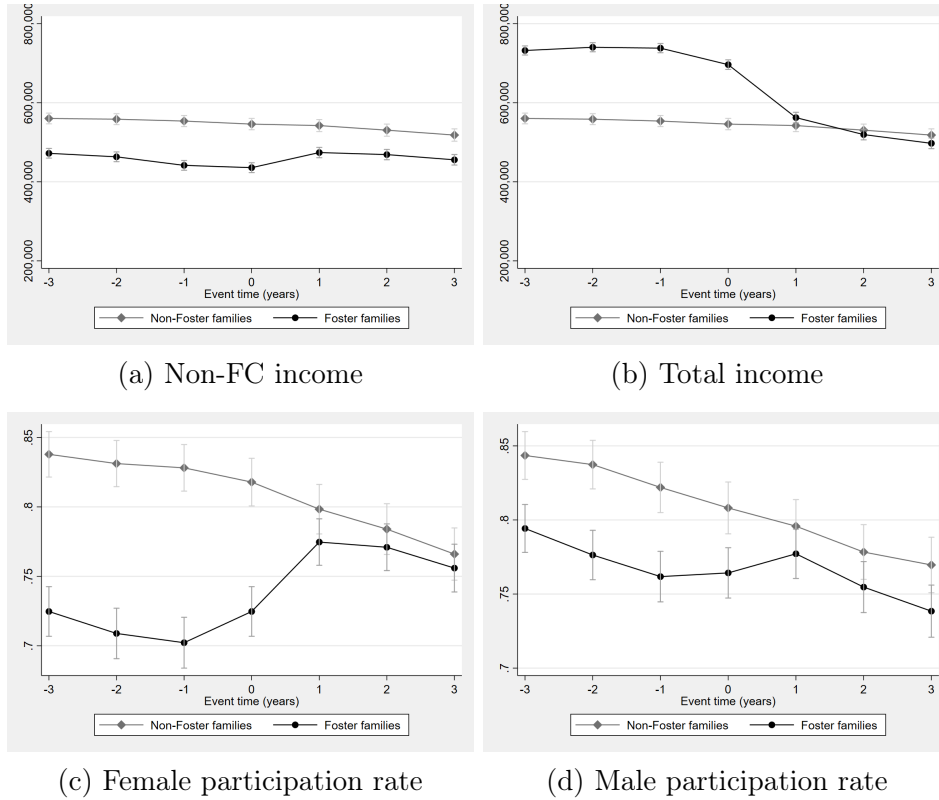 800,000
600,000
400,000
200,000
-3 -2 -1 0 1 2 3
Event time (years)
Non-Foster families Foster families
(a) Non-FC income
800,000
600,000
400,000
200,000
-3 -2 -1 0 1 2 3
Event time (years)
Non-Foster families Foster families
(b) Total income
.85
.8
.75
.7
-3 -2 -1 0 1 2 3
Event time (years)
Non-Foster families Foster families
(c) Female participation rate
.85
.8
.75
.7
-3 -2 -1 0 1 2 3
Event time (years)
Non-Foster families Foster families
(d) Male participation rate